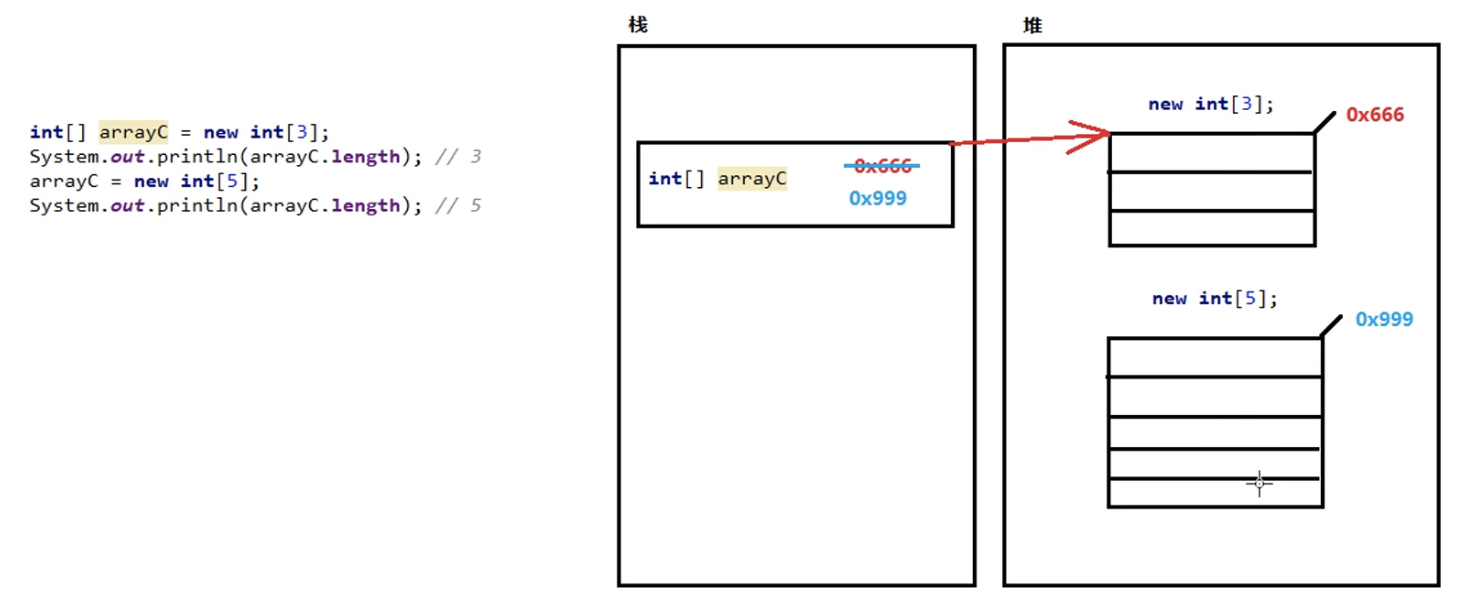 int[] arrayC = new int[3];
System.out.println(arrayC.length); // 3
arrayC = new int[5];
System.out.println(arrayC.length); // 5
栈
int[] arrayC 0x666
0x999
堆
new int[3];
0x666
new int[5];
0x999